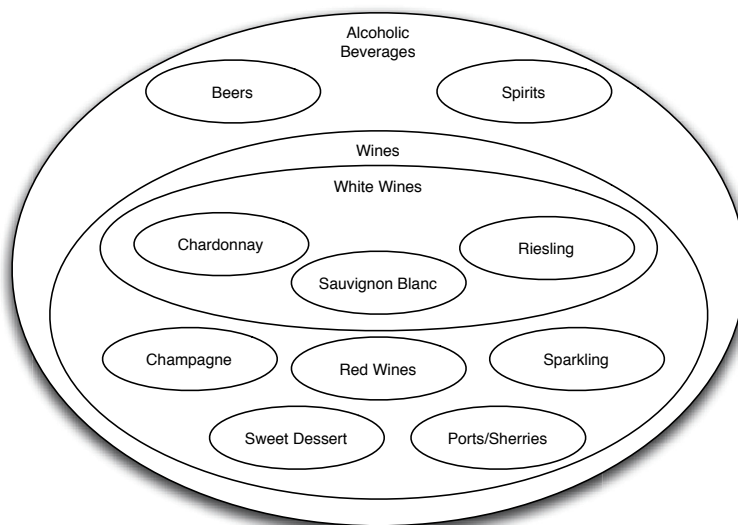 Alcoholic
Beverages
Beers
Spirits
Wines
White Wines
Chardonnay
Riesling
Sauvignon Blanc
Champagne
Red Wines
Sparkling
Sweet Dessert
Ports/Sherries